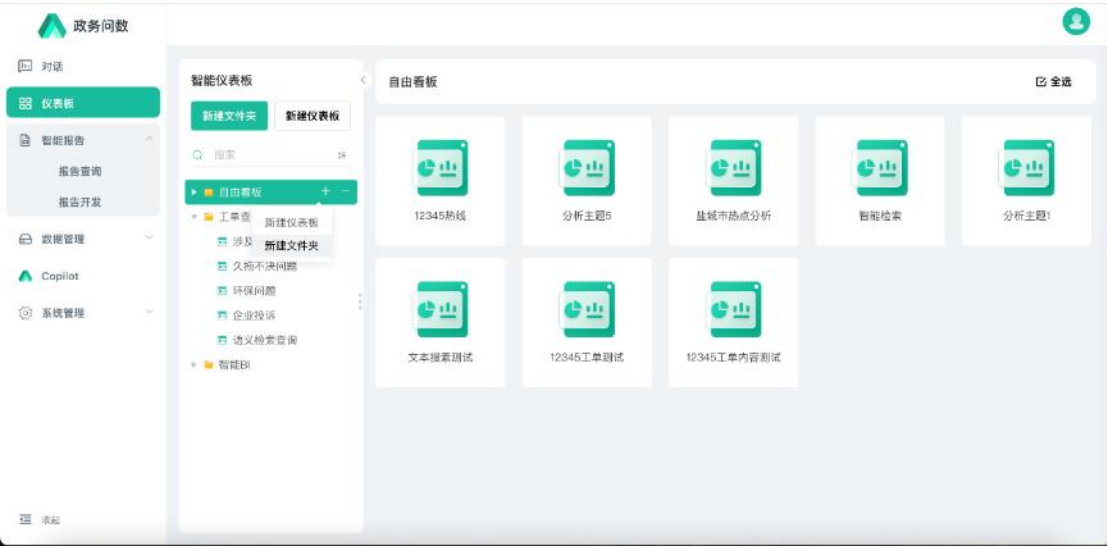 政务问数
对话
仪表板
智能报告
报告查询
报告开发
数据管理
Copilot
系统管理
收起
智能仪表板
新建文件夹 新建仪表板
搜索
自由看板
工单查
新建仪表板
涉及
新建文件夹
久拖不决问题
环保问题
企业投诉
语义检索查询
智能BI
自由看板
全选
12345热线 分析主题5 盐城市热点分析 智能检索 分析主题1
文本搜索测试 12345工单测试 12345工单内容测试